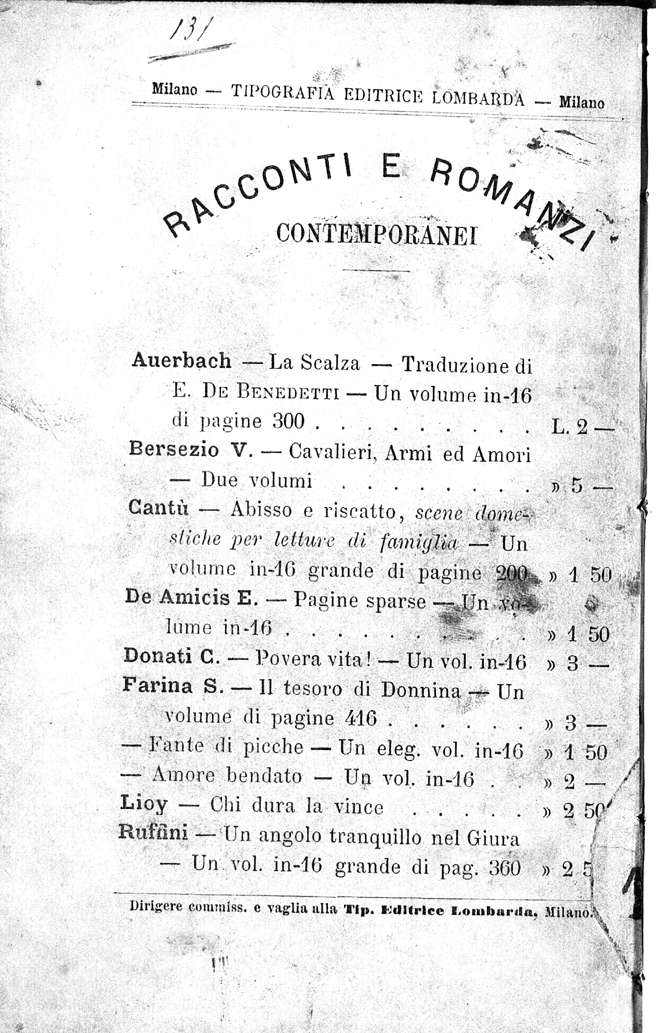 131
Milano — TIPOGRAFIA EDITRICE LOMBARDA — Milano
RACCONTI E ROMANZI
CONTEMPORANEI
Auerbach — La Scalza — Traduzione di
E. DE BENEDETTI — Un volume in-16
di pagine 300 . . . . . . . . . L. 2 —
Bersezio V. — Cavalieri, Armi ed Amori
— Due volumi . . . . . . . . » 5 —
Cantù — Abisso e riscatto, scene dome-
stiche per letture di famiglia — Un
volume in-16 grande di pagine 200 » 1 50
De Amicis E. — Pagine sparse — Un vo-
lume in-16 . . . . . . . . . . » 1 50
Donati C. — Povera vita! — Un vol. in-16 » 3 —
Farina S. — Il tesoro di Donnina — Un
volume di pagine 416 . . . . . . » 3 —
— Fante di picche — Un eleg. vol. in-16 » 1 50
— Amore bendato — Un vol. in-16 . . » 2 —
Lioy — Chi dura la vince . . . . . » 2 50
Ruffini — Un angolo tranquillo nel Giura
— Un vol. in-16 grande di pag. 360 » 2 5
Dirigere commiss. e vaglia alla Tip. Editrice Lombarda, Milano.